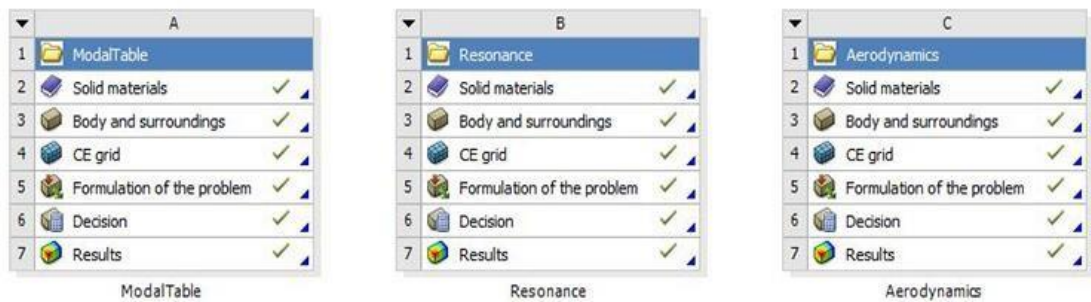 A
1 ModalTable
2 Solid materials
3 Body and surroundings
4 CE grid
5 Formulation of the problem
6 Decision
7 Results
ModalTable
B
1 Resonance
2 Solid materials
3 Body and surroundings
4 CE grid
5 Formulation of the problem
6 Decision
7 Results
Resonance
C
1 Aerodynamics
2 Solid materials
3 Body and surroundings
4 CE grid
5 Formulation of the problem
6 Decision
7 Results
Aerodynamics